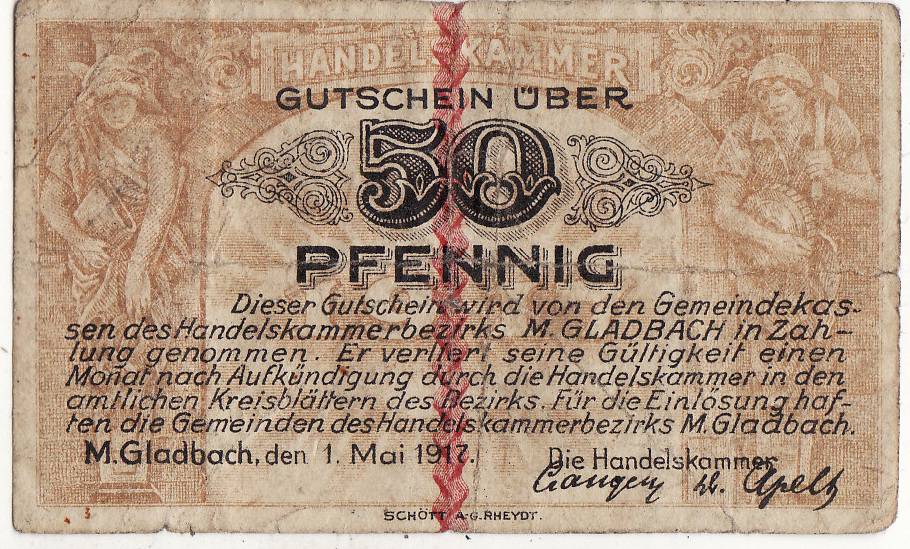 HANDELSKAMMER
GUTSCHEIN ÜBER
50
PFENNIG
Dieser Gutschein wird von den Gemeindekas-
sen des Handelskammerbezirks M. GLADBACH in Zah-
lung genommen. Er verliert seine Gültigkeit einen
Monat nach Aufkündigung durch die Handelskammer in den
amtlichen Kreisblättern des Bezirks. Für die Einlösung haf-
ten die Gemeinden des Handelskammerbezirks M. Gladbach.
M. Gladbach, den 1. Mai 1917.
Die Handelskammer
Apelt
3
SCHÖTT A-G. RHEYDT.